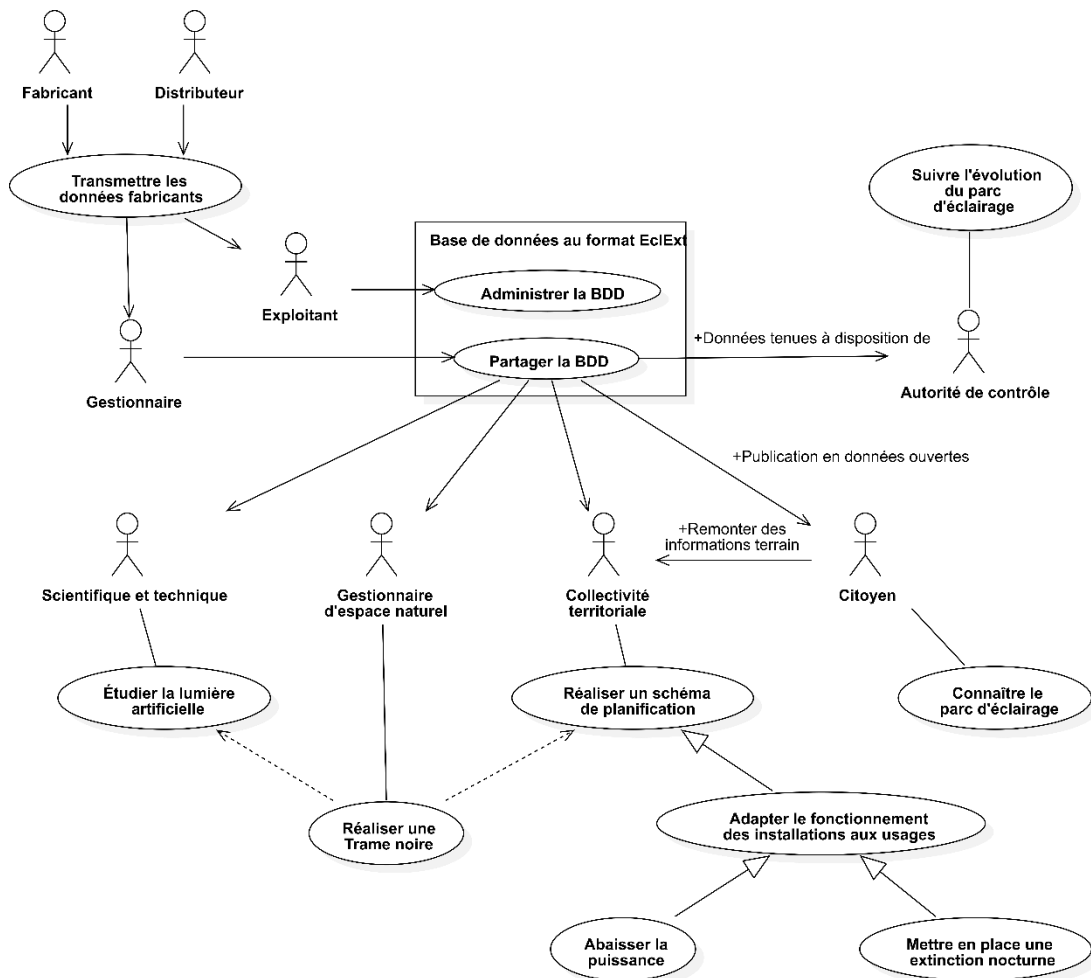 Fabricant
Distributeur
Transmettre les
données fabricants
Suivre l'évolution
du parc
d'éclairage
Base de données au format EclExt
Administrer la BDD
Exploitant
+Données tenues à disposition de
Partager la BDD
Gestionnaire
Autorité de contrôle
+Publication en données ouvertes
+Remonter des
informations terrain
Scientifique et technique
Gestionnaire
d'espace naturel
Collectivité
territoriale
Citoyen
Étudier la lumière
artificielle
Réaliser un schéma
de planification
Connaître le
parc d'éclairage
Réaliser une
Trame noire
Adapter le fonctionnement
des installations aux usages
Abaisser la
puissance
Mettre en place une
extinction nocturne